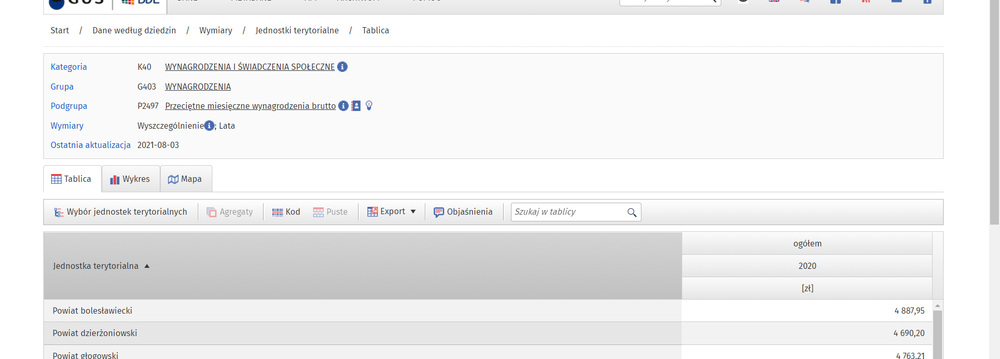 GUS BDL
Start / Dane według dziedzin / Wymiary / Jednostki terytorialne / Tablica
Kategoria K40 WYNAGRODZENIA I ŚWIADCZENIA SPOŁECZNE
Grupa G403 WYNAGRODZENIA
Podgrupa P2497 Przeciętne miesięczne wynagrodzenia brutto
Wymiary Wyszczególnienie ; Lata
Ostatnia aktualizacja 2021-08-03
Tablica Wykres Mapa
Wybór jednostek terytorialnych Agregaty Kod Puste Export Objaśnienia Szukaj w tablicy
ogółem
Jednostka terytorialna 2020
[zł]
Powiat bolesławiecki 4 887,95
Powiat dzierżoniowski 4 690,20
Powiat głogowski 4 763,21